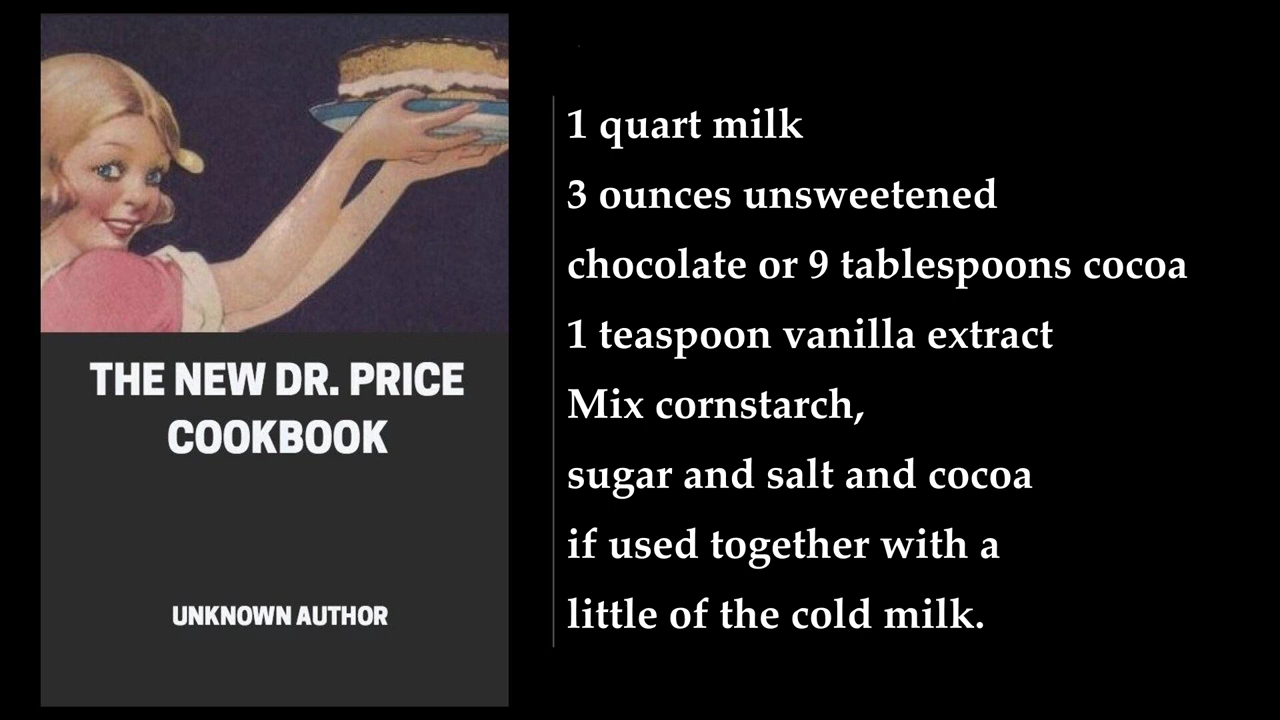 THE NEW DR. PRICE
COOKBOOK
UNKNOWN AUTHOR
1 quart milk
3 ounces unsweetened
chocolate or 9 tablespoons cocoa
1 teaspoon vanilla extract
Mix cornstarch,
sugar and salt and cocoa
if used together with a
little of the cold milk.